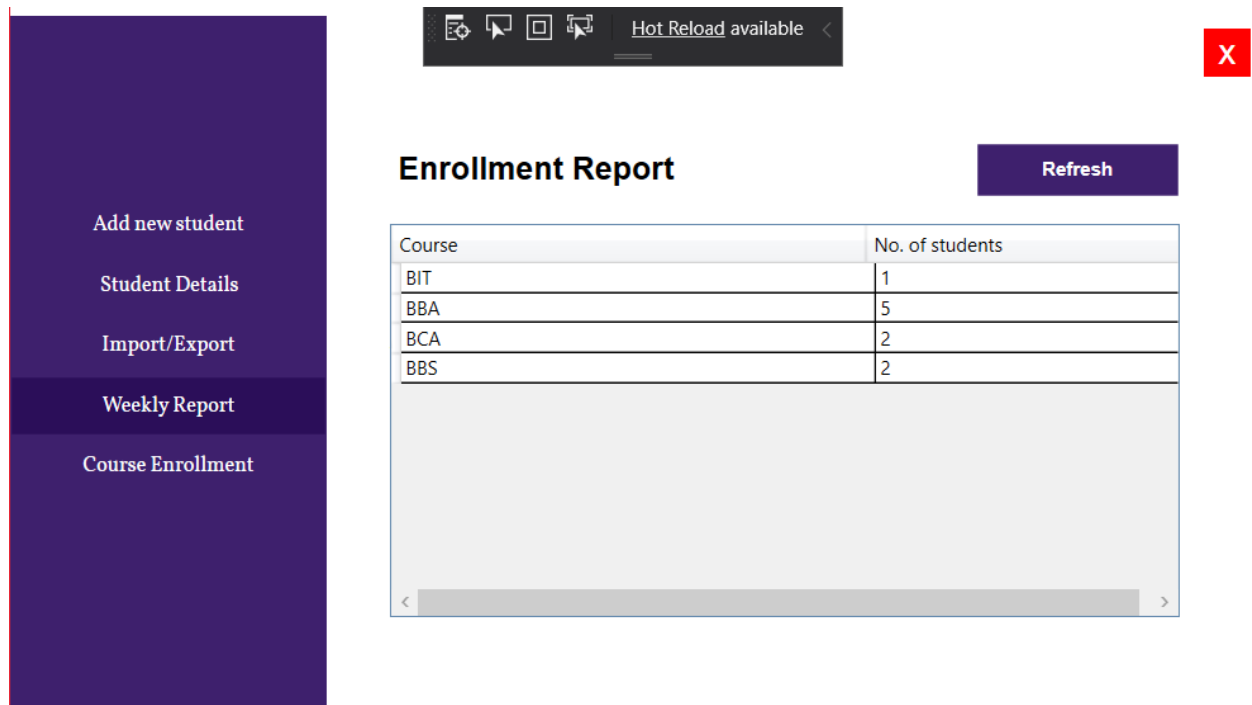 Hot Reload available
X
Enrollment Report
Refresh
Add new student
Student Details
Import/Export
Weekly Report
Course Enrollment
Course No. of students
BIT 1
BBA 5
BCA 2
BBS 2